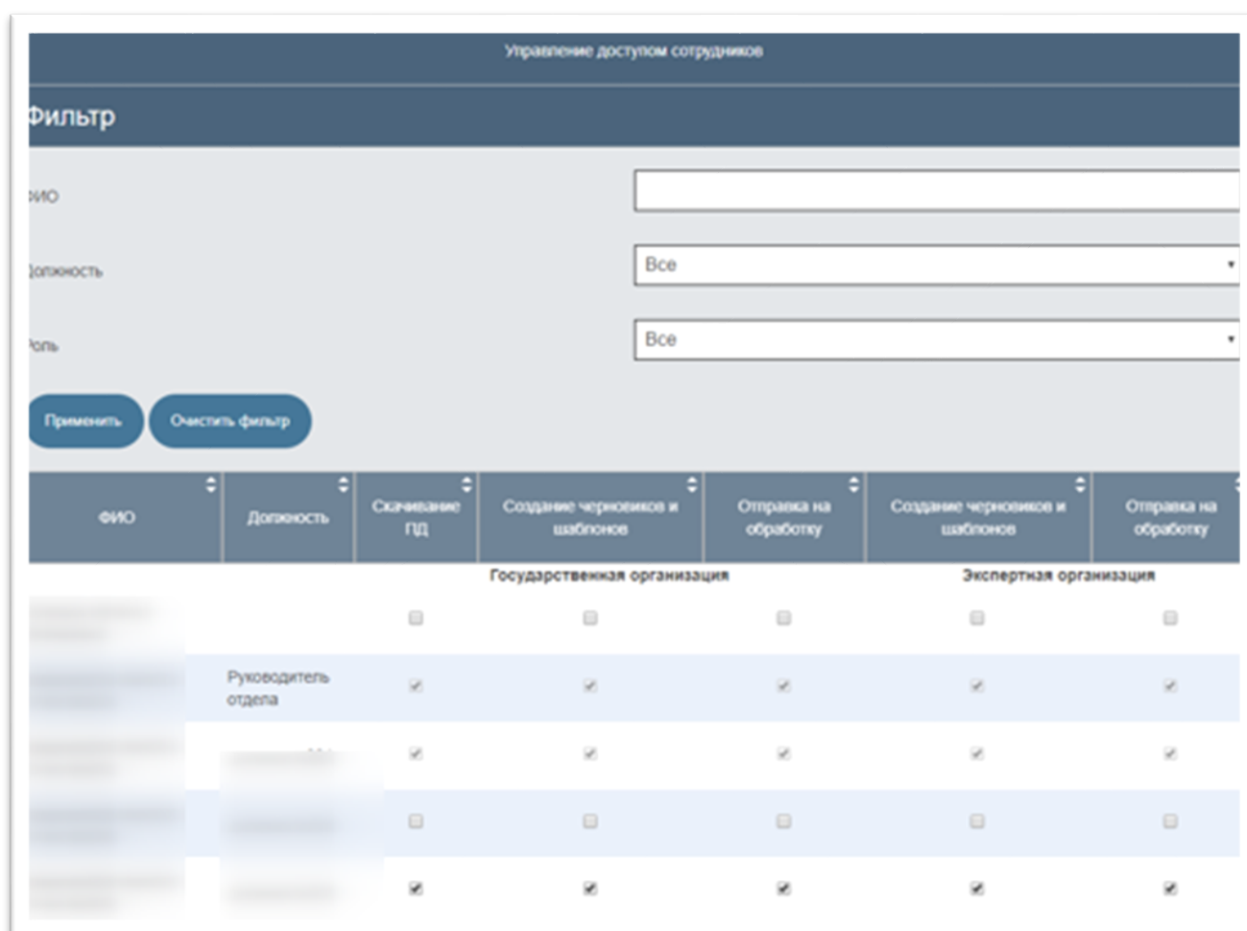 Управление доступом сотрудников
Фильтр
ФИО
Должность
Все
Роль
Все
Применить Очистить фильтр
ФИО
Должность
Скачивание
ПД
Создание черновиков и
шаблонов
Отправка на
обработку
Создание черновиков и
шаблонов
Отправка на
обработку
Государственная организация Экспертная организация
Руководитель
отдела